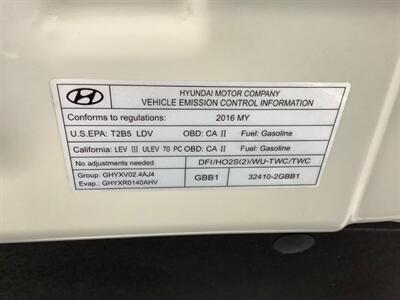 HYUNDAI MOTOR COMPANY
VEHICLE EMISSION CONTROL INFORMATION
Conforms to regulations: 2016 MY
U.S.EPA: T2B5 LDV OBD: CA II Fuel: Gasoline
California: LEV III ULEV 70 PC OBD: CA II Fuel: Gasoline
No adjustments needed. DFI/HO2S(2)/WU-TWC/TWC
Group: GHYXV02.4AJ4
Evap.: GHYXR0140AHV
GBB1 32410-2GBB1